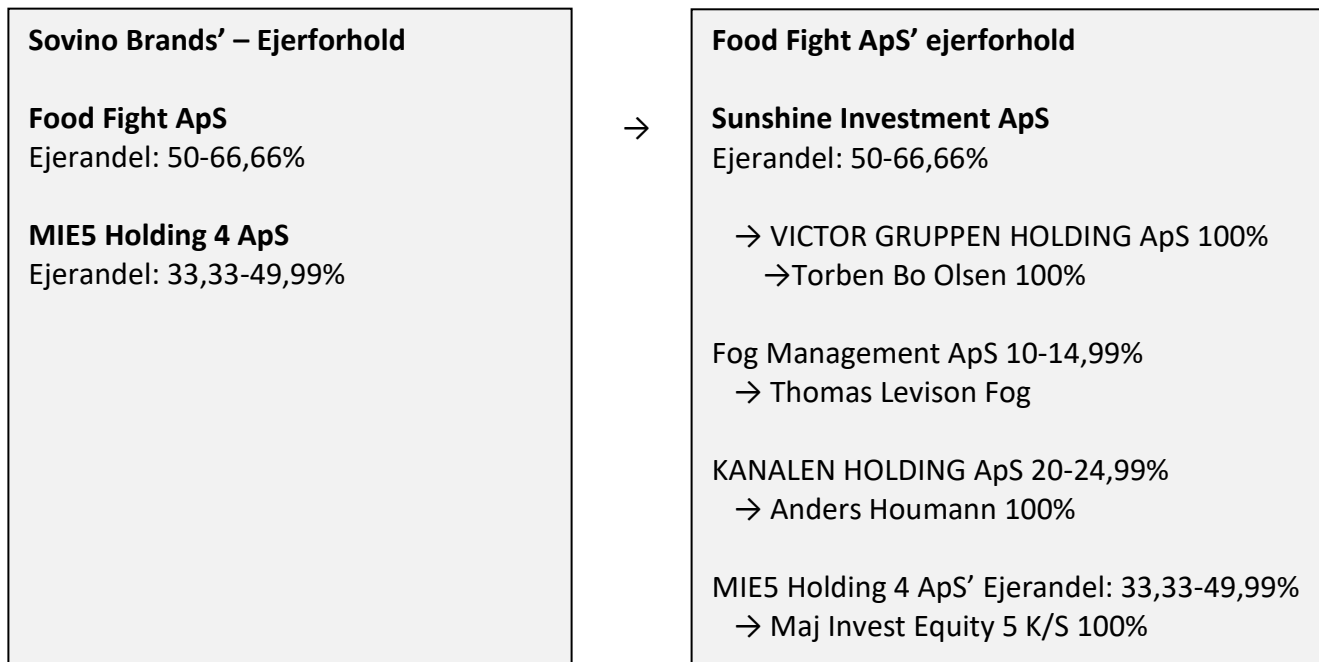 Sovino Brands’ – Ejerforhold
Food Fight ApS
Ejerandel: 50-66,66%
MIE5 Holding 4 ApS
Ejerandel: 33,33-49,99%
→
Food Fight ApS’ ejerforhold
Sunshine Investment ApS
Ejerandel: 50-66,66%
→ VICTOR GRUPPEN HOLDING ApS 100%
→Torben Bo Olsen 100%
Fog Management ApS 10-14,99%
→ Thomas Levison Fog
KANALEN HOLDING ApS 20-24,99%
→ Anders Houmann 100%
MIE5 Holding 4 ApS’ Ejerandel: 33,33-49,99%
→ Maj Invest Equity 5 K/S 100%